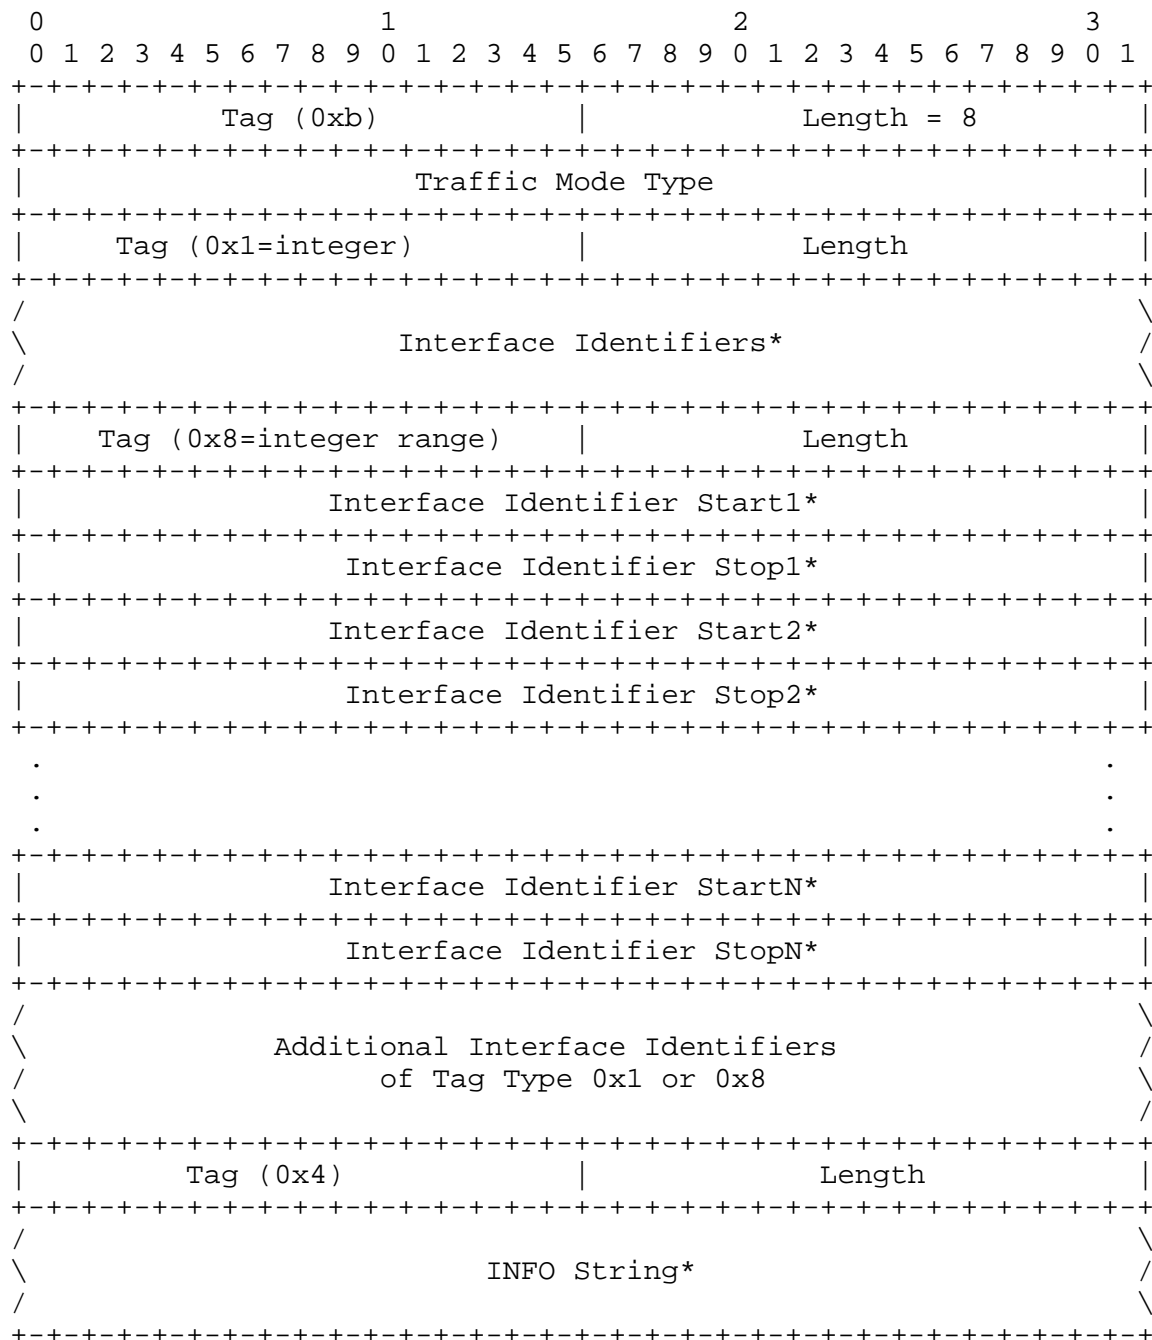 0                   1                   2                   3
 0 1 2 3 4 5 6 7 8 9 0 1 2 3 4 5 6 7 8 9 0 1 2 3 4 5 6 7 8 9 0 1
+-+-+-+-+-+-+-+-+-+-+-+-+-+-+-+-+-+-+-+-+-+-+-+-+-+-+-+-+-+-+-+-+
|           Tag (0xb)           |            Length = 8         |
+-+-+-+-+-+-+-+-+-+-+-+-+-+-+-+-+-+-+-+-+-+-+-+-+-+-+-+-+-+-+-+-+
|                      Traffic Mode Type                        |
+-+-+-+-+-+-+-+-+-+-+-+-+-+-+-+-+-+-+-+-+-+-+-+-+-+-+-+-+-+-+-+-+
|     Tag (0x1=integer)         |            Length             |
+-+-+-+-+-+-+-+-+-+-+-+-+-+-+-+-+-+-+-+-+-+-+-+-+-+-+-+-+-+-+-+-+
/                                                               \
\                     Interface Identifiers*                    /
/                                                               \
+-+-+-+-+-+-+-+-+-+-+-+-+-+-+-+-+-+-+-+-+-+-+-+-+-+-+-+-+-+-+-+-+
|    Tag (0x8=integer range)    |            Length             |
+-+-+-+-+-+-+-+-+-+-+-+-+-+-+-+-+-+-+-+-+-+-+-+-+-+-+-+-+-+-+-+-+
|                 Interface Identifier Start1*                  |
+-+-+-+-+-+-+-+-+-+-+-+-+-+-+-+-+-+-+-+-+-+-+-+-+-+-+-+-+-+-+-+-+
|                  Interface Identifier Stop1*                  |
+-+-+-+-+-+-+-+-+-+-+-+-+-+-+-+-+-+-+-+-+-+-+-+-+-+-+-+-+-+-+-+-+
|                 Interface Identifier Start2*                  |
+-+-+-+-+-+-+-+-+-+-+-+-+-+-+-+-+-+-+-+-+-+-+-+-+-+-+-+-+-+-+-+-+
|                  Interface Identifier Stop2*                  |
+-+-+-+-+-+-+-+-+-+-+-+-+-+-+-+-+-+-+-+-+-+-+-+-+-+-+-+-+-+-+-+-+
 .                                                             .
 .                                                             .
 .                                                             .
+-+-+-+-+-+-+-+-+-+-+-+-+-+-+-+-+-+-+-+-+-+-+-+-+-+-+-+-+-+-+-+-+
|                 Interface Identifier StartN*                  |
+-+-+-+-+-+-+-+-+-+-+-+-+-+-+-+-+-+-+-+-+-+-+-+-+-+-+-+-+-+-+-+-+
|                  Interface Identifier StopN*                  |
+-+-+-+-+-+-+-+-+-+-+-+-+-+-+-+-+-+-+-+-+-+-+-+-+-+-+-+-+-+-+-+-+
/                                                               \
\              Additional Interface Identifiers                 /
/                    of Tag Type 0x1 or 0x8                     \
\                                                               /
+-+-+-+-+-+-+-+-+-+-+-+-+-+-+-+-+-+-+-+-+-+-+-+-+-+-+-+-+-+-+-+-+
|         Tag (0x4)             |             Length            |
+-+-+-+-+-+-+-+-+-+-+-+-+-+-+-+-+-+-+-+-+-+-+-+-+-+-+-+-+-+-+-+-+
/                                                               \
\                          INFO String*                         /
/                                                               \
+-+-+-+-+-+-+-+-+-+-+-+-+-+-+-+-+-+-+-+-+-+-+-+-+-+-+-+-+-+-+-+-+